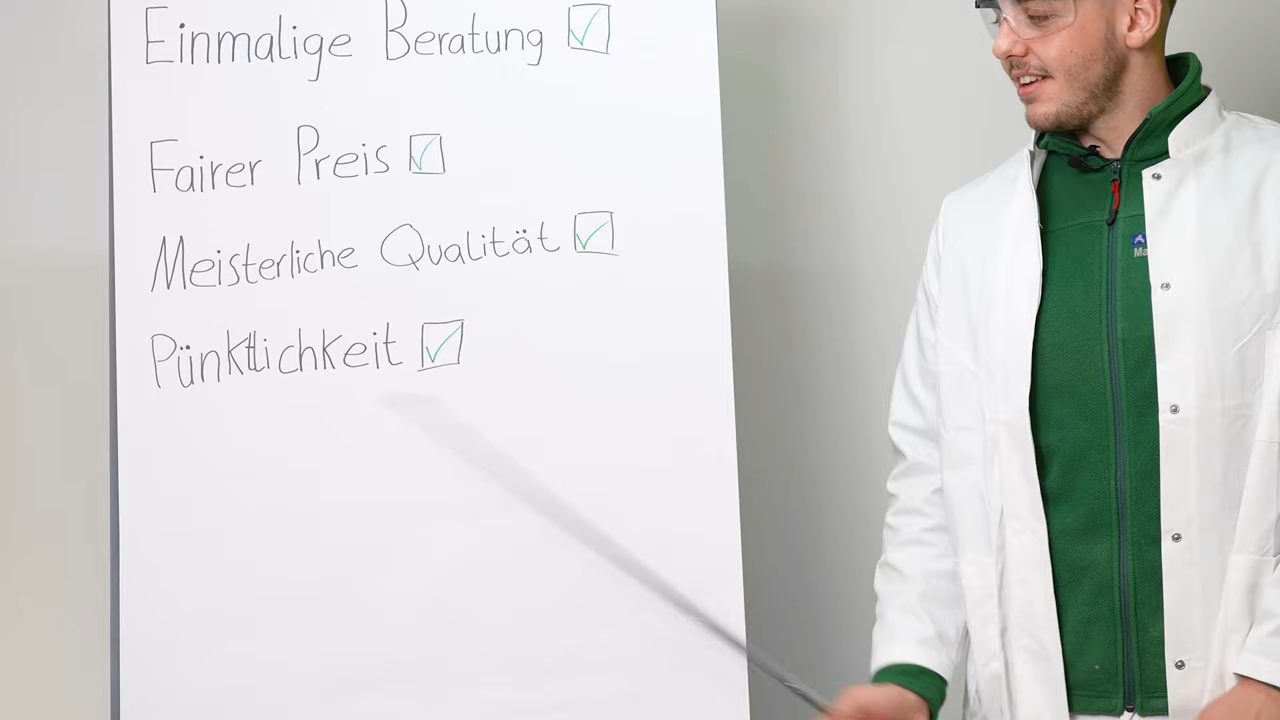 Einmalige Beratung
Fairer Preis
Meisterliche Qualität
Pünktlichkeit